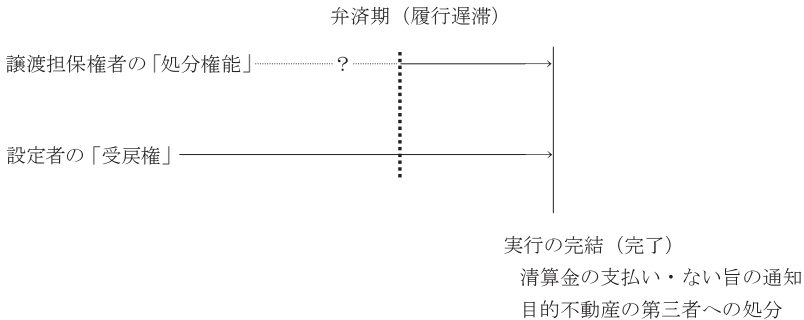 弁済期（履行遅滞）
譲渡担保権者の「処分権能」?
設定者の「受戻権」
実行の完結（完了）
清算金の支払い・ない旨の通知
目的不動産の第三者への処分